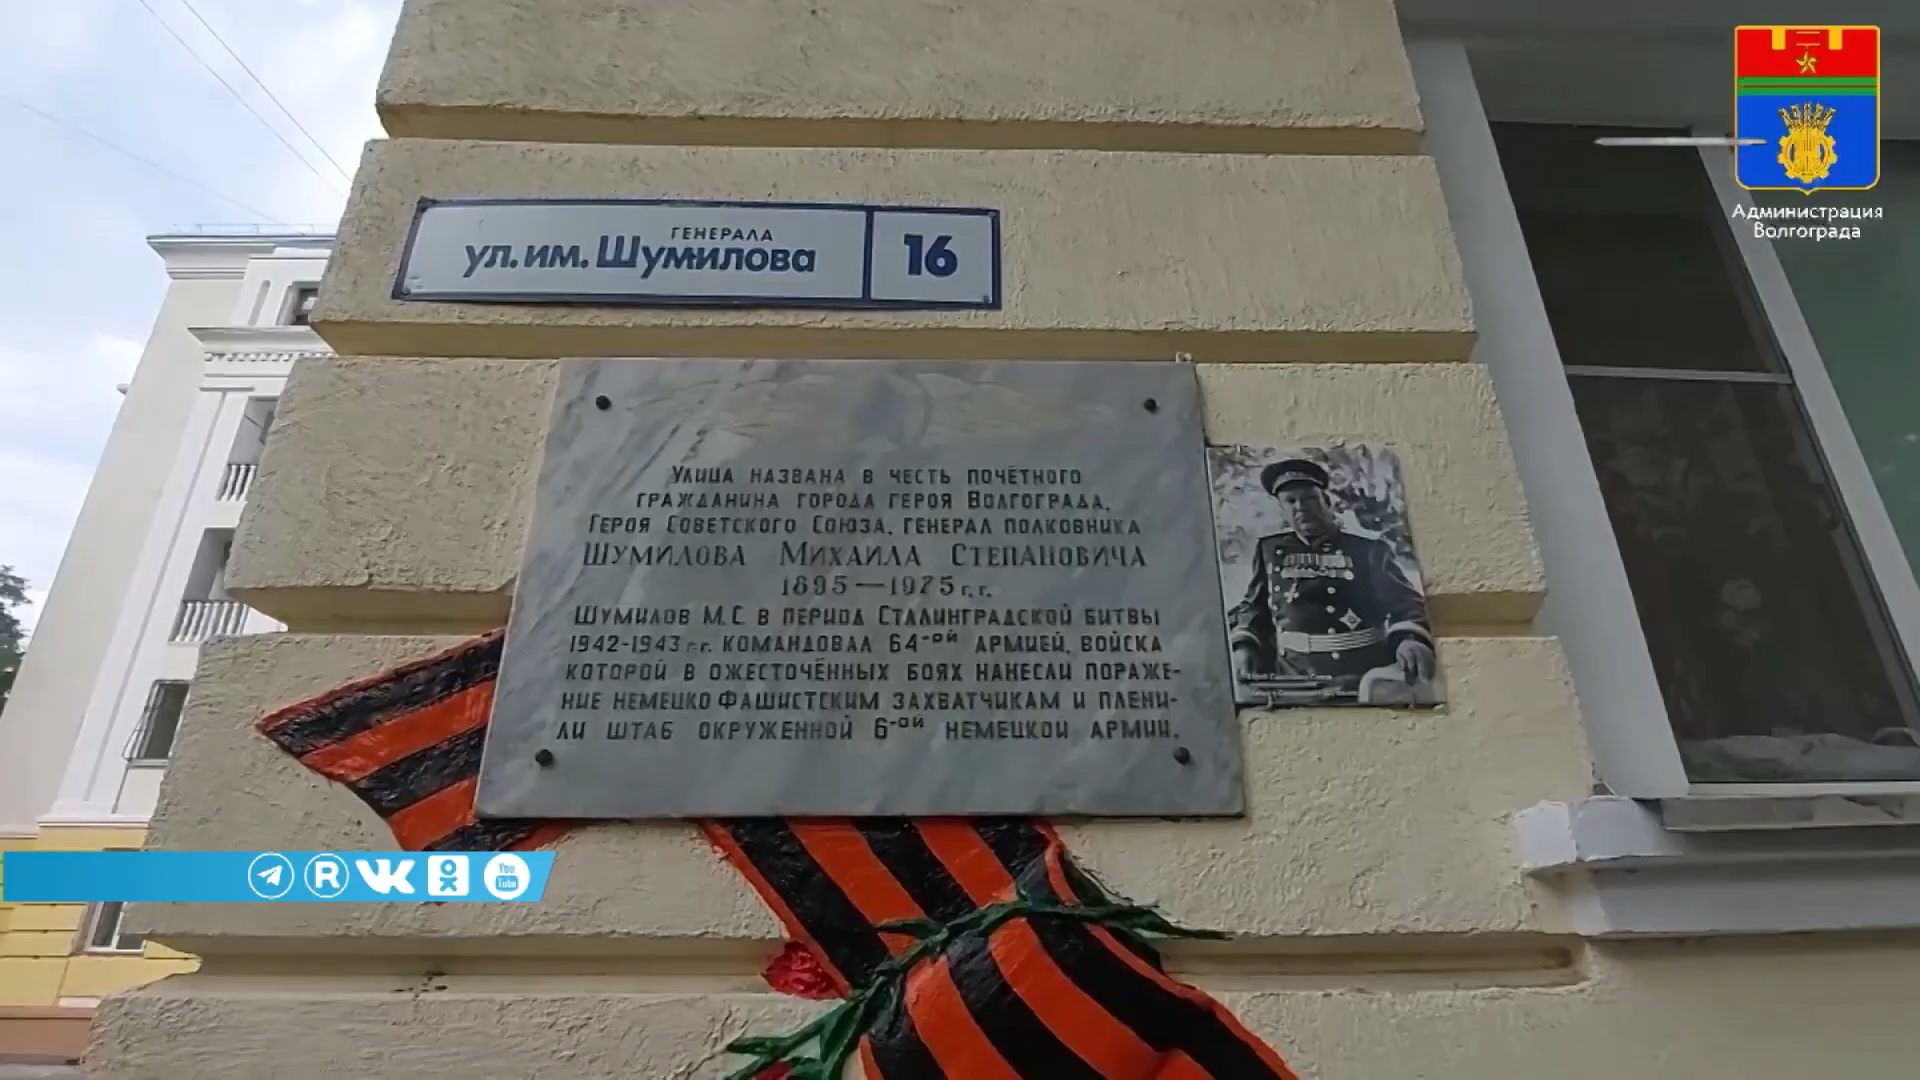 Администрация
Волгограда
ГЕНЕРАЛА
ул. им. Шумилова 16
Улица названа в честь почётного
гражданина города героя Волгограда,
Героя Советского Союза, генерал полковника
Шумилова Михаила Степановича
1895—1975 г.г.
Шумилов М.С. в период Сталинградской битвы
1942-1943 г.г. командовал 64-ой армией, войска
которой в ожесточённых боях нанесли пораже-
ние немецко фашистским захватчикам и плени-
ли штаб окруженной 6-ой немецкой армии.
You
Tube